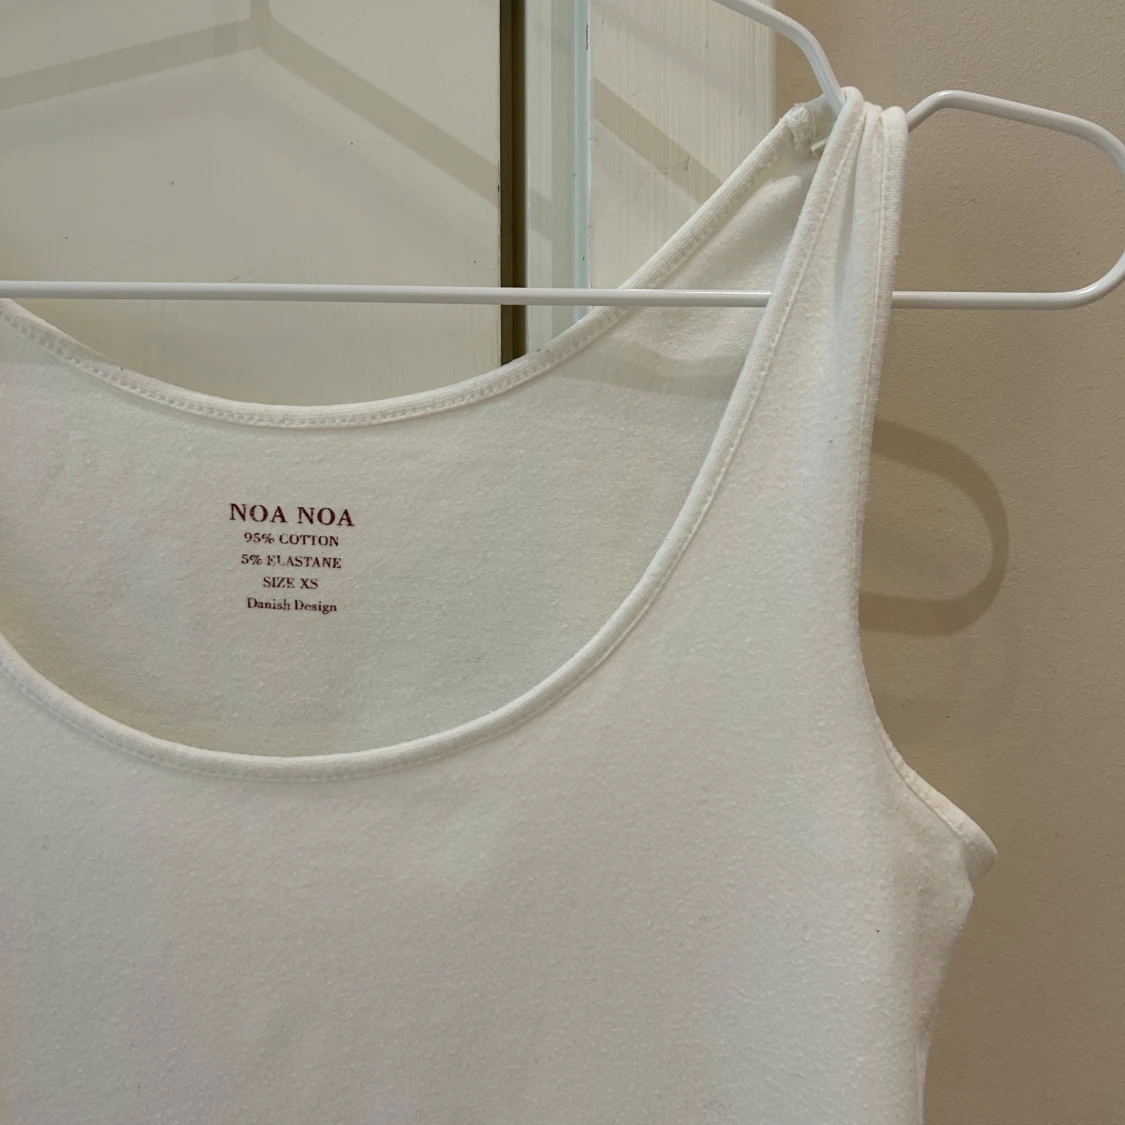 NOA NOA
95% COTTON
5% ELASTANE
SIZE XS
Danish Design